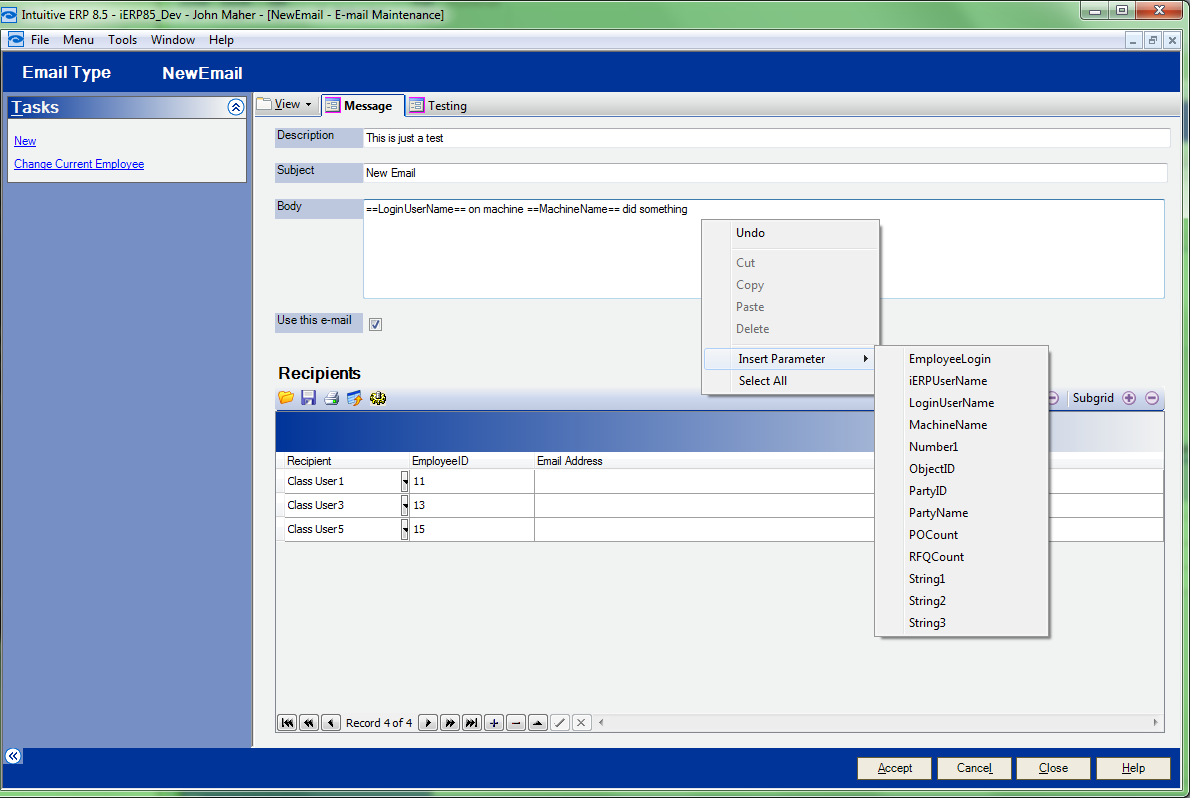 Intuitive ERP 8.5 - iERP85_Dev - John Maher - [NewEmail - E-mail Maintenance]
File Menu Tools Window Help
Email Type NewEmail
Tasks
New
Change Current Employee
View Message Testing
Description This is just a test
Subject New Email
Body ==LoginUserName== on machine ==MachineName== did something
Use this e-mail
Undo
Cut
Copy
Paste
Delete
Insert Parameter
Select All
EmployeeLogin
iERPUserName
LoginUserName
MachineName
Number1
ObjectID
PartyID
PartyName
POCount
RFQCount
String1
String2
String3
Recipients
Subgrid
Recipient EmployeeID Email Address
Class User1 11
Class User3 13
Class User5 15
Record 4 of 4
Accept Cancel Close Help